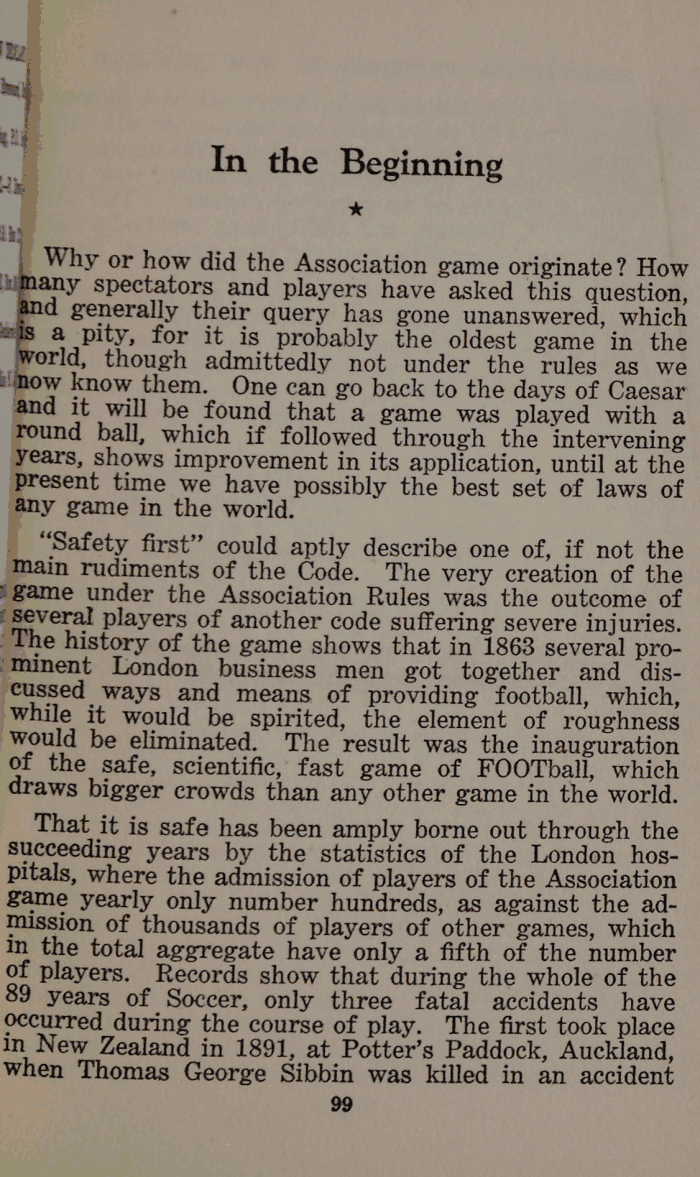 In the Beginning
★
Why or how did the Association game originate? How
many spectators and players have asked this question,
and generally their query has gone unanswered, which
is a pity, for it is probably the oldest game in the
world, though admittedly not under the rules as we
now know them. One can go back to the days of Caesar
and it will be found that a game was played with a
round ball, which if followed through the intervening
years, shows improvement in its application, until at the
present time we have possibly the best set of laws of
any game in the world.
"Safety first" could aptly describe one of, if not the
main rudiments of the Code. The very creation of the
game under the Association Rules was the outcome of
several players of another code suffering severe injuries.
The history of the game shows that in 1863 several pro-
minent London business men got together and dis-
cussed ways and means of providing football, which,
while it would be spirited, the element of roughness
would be eliminated. The result was the inauguration
of the safe, scientific, fast game of FOOTball, which
draws bigger crowds than any other game in the world.
That it is safe has been amply borne out through the
succeeding years by the statistics of the London hos-
pitals, where the admission of players of the Association
game yearly only number hundreds, as against the ad-
mission of thousands of players of other games, which
in the total aggregate have only a fifth of the number
of players. Records show that during the whole of the
89 years of Soccer, only three fatal accidents have
occurred during the course of play. The first took place
in New Zealand in 1891, at Potter's Paddock, Auckland,
when Thomas George Sibbin was killed in an accident
99